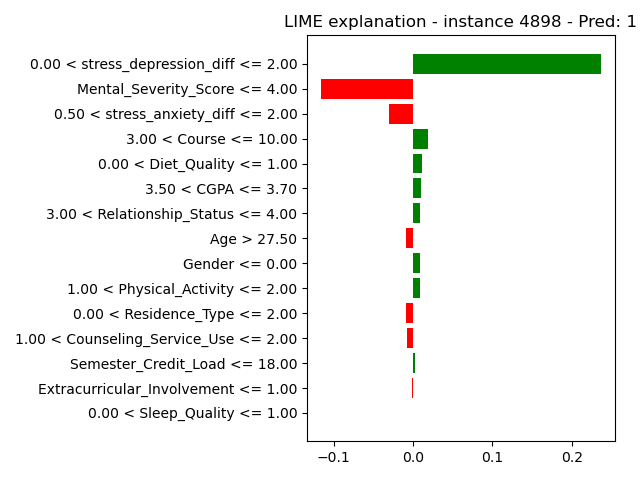 LIME explanation - instance 4898 - Pred: 1
0.00 < stress_depression_diff <= 2.00
Mental_Severity_Score <= 4.00
0.50 < stress_anxiety_diff <= 2.00
3.00 < Course <= 10.00
0.00 < Diet_Quality <= 1.00
3.50 < CGPA <= 3.70
3.00 < Relationship_Status <= 4.00
Age > 27.50
Gender <= 0.00
1.00 < Physical_Activity <= 2.00
0.00 < Residence_Type <= 2.00
1.00 < Counseling_Service_Use <= 2.00
Semester_Credit_Load <= 18.00
Extracurricular_Involvement <= 1.00
0.00 < Sleep_Quality <= 1.00
−0.1 0.0 0.1 0.2